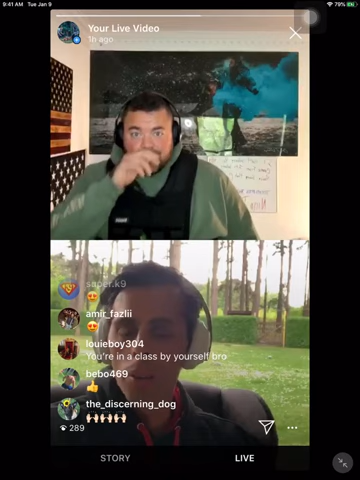 9:41 AM Tue Jan 9
79%
Your Live Video
1h ago
saper.k9
😍
amir_fazlii
😍
louieboy304
You're in a class by yourself bro
bebo469
👍
the_discerning_dog
🙌🏻🙌🏻🙌🏻
289
STORY LIVE